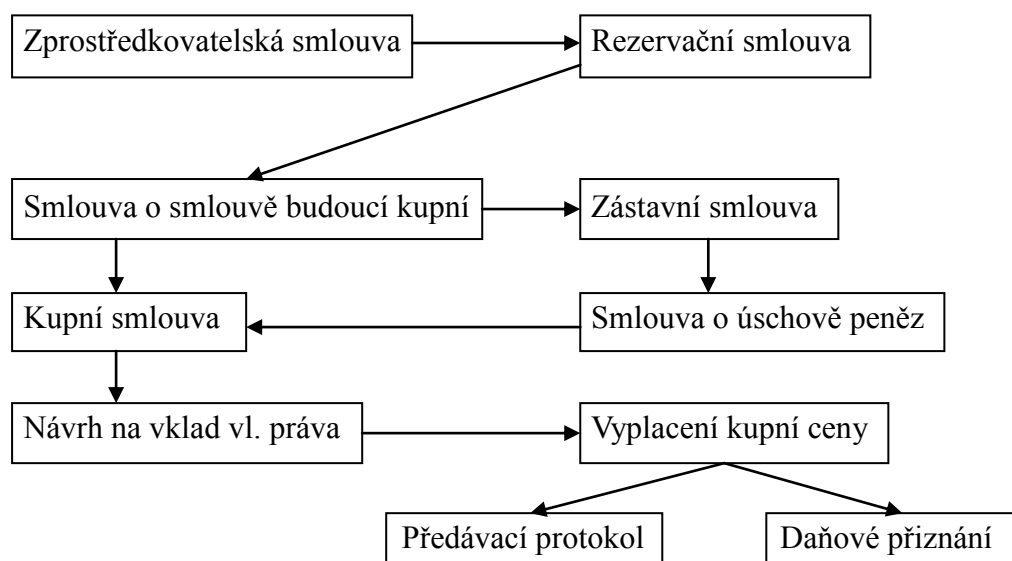 Zprostředkovatelská smlouva
Rezervační smlouva
Smlouva o smlouvě budoucí kupní
Zástavní smlouva
Kupní smlouva
Smlouva o úschově peněz
Návrh na vklad vl. práva
Vyplacení kupní ceny
Předávací protokol
Daňové přiznání